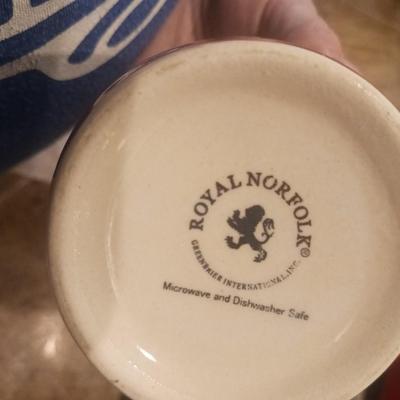 ROYAL NORFOLK®
GREENBRIER INTERNATIONAL, INC.
Microwave and Dishwasher Safe